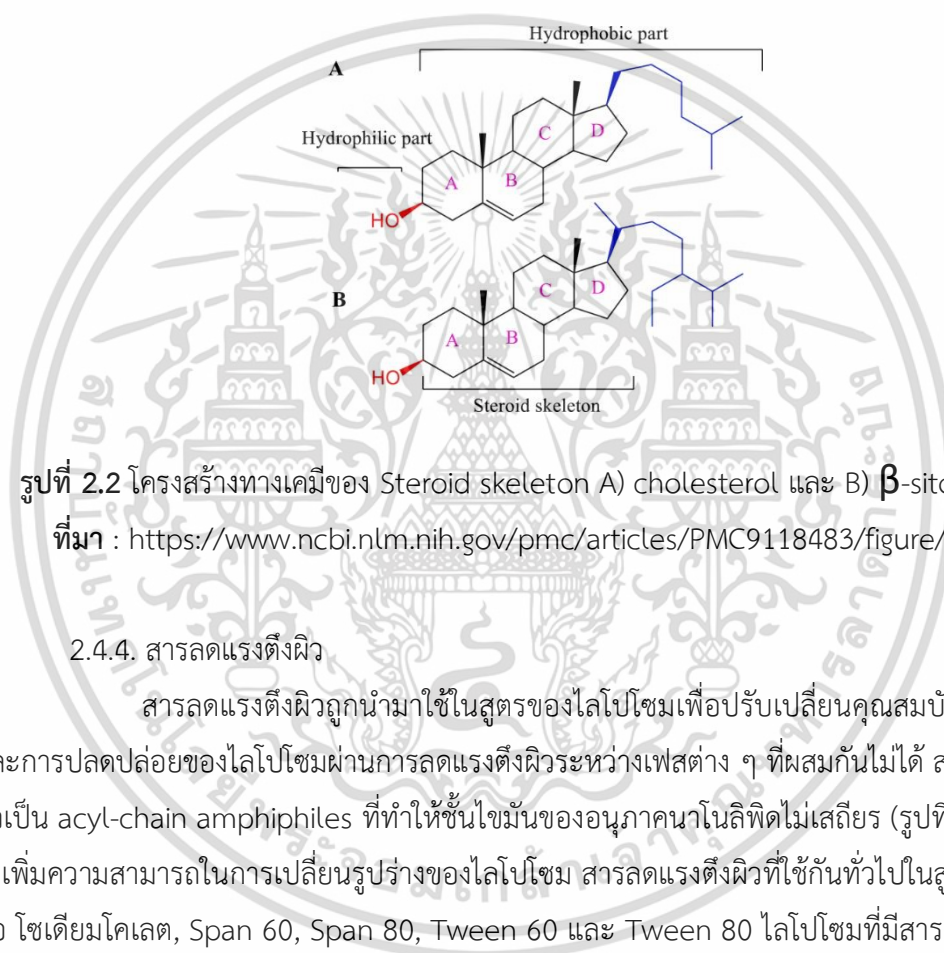 Hydrophobic part
A
Hydrophilic part
C D
A B
HO
B
C D
A B
HO
Steroid skeleton
รูปที่ 2.2 โครงสร้างทางเคมีของ Steroid skeleton A) cholesterol และ B) β-sito
ที่มา : https://www.ncbi.nlm.nih.gov/pmc/articles/PMC9118483/figure/
2.4.4. สารลดแรงตึงผิว
สารลดแรงตึงผิวถูกนำมาใช้ในสูตรของไลโปโซมเพื่อปรับเปลี่ยนคุณสมบั
ละการปลดปล่อยของไลโปโซมผ่านการลดแรงตึงผิวระหว่างเฟสต่าง ๆ ที่ผสมกันไม่ได้ ส
เป็น acyl-chain amphiphiles ที่ทำให้ชั้นไขมันของอนุภาคนาโนลิพิดไม่เสถียร (รูปที
เพิ่มความสามารถในการเปลี่ยนรูปร่างของไลโปโซม สารลดแรงตึงผิวที่ใช้กันทั่วไปในสู
อ โซเดียมโคเลต, Span 60, Span 80, Tween 60 และ Tween 80 ไลโปโซมที่มีสาร